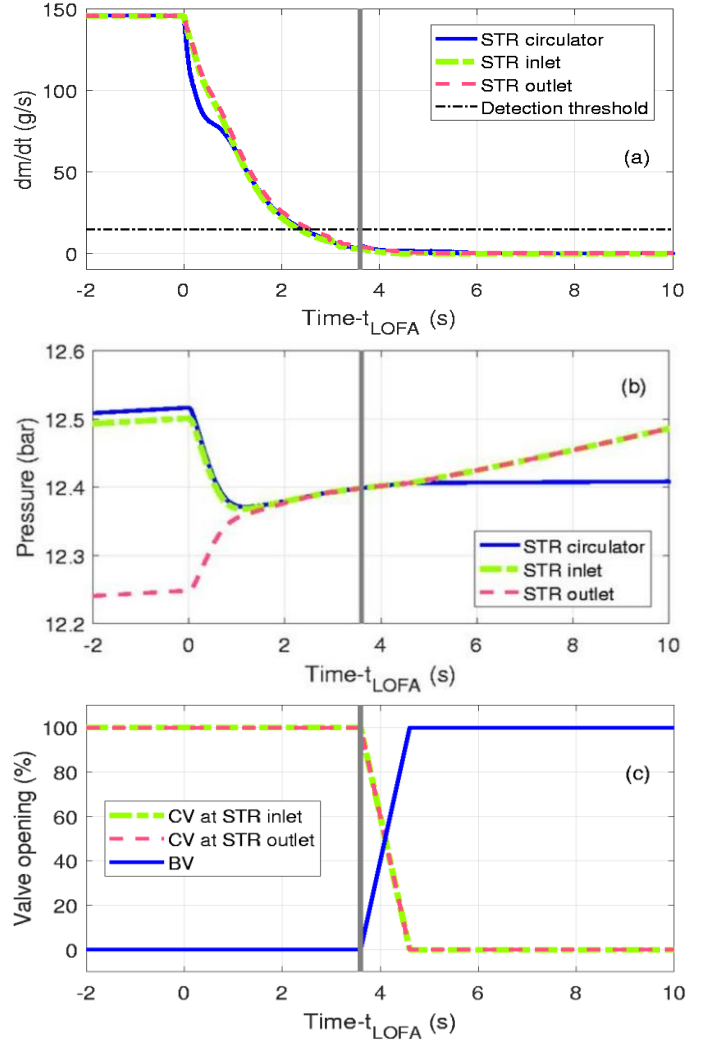 150
100
50
0
dm/dt (g/s)
STR circulator
STR inlet
STR outlet
Detection threshold
(a)
-2 0 2 4 6 8 10
Time-t_LOFA (s)
12.6
12.5
12.4
12.3
12.2
Pressure (bar)
(b)
STR circulator
STR inlet
STR outlet
-2 0 2 4 6 8 10
Time-t_LOFA (s)
100
80
60
40
20
0
Valve opening (%)
(c)
CV at STR inlet
CV at STR outlet
BV
-2 0 2 4 6 8 10
Time-t_LOFA (s)